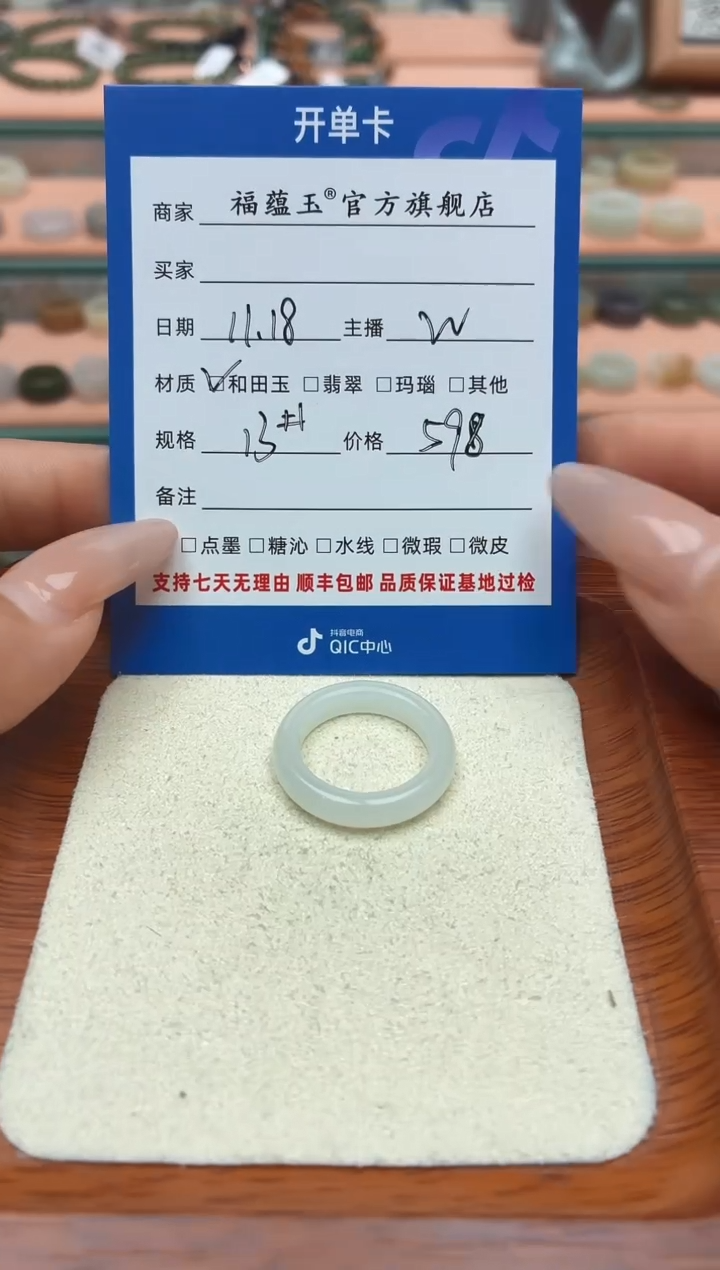 开单卡
商家 福蕴玉®官方旗舰店
买家
日期 11.18 主播 W
材质 ☑和田玉 □翡翠 □玛瑙 □其他
规格 13# 价格 598
备注
□点墨 □糖沁 □水线 □微瑕 □微皮
支持七天无理由 顺丰包邮 品质保证基地过检
抖音电商
QIC中心